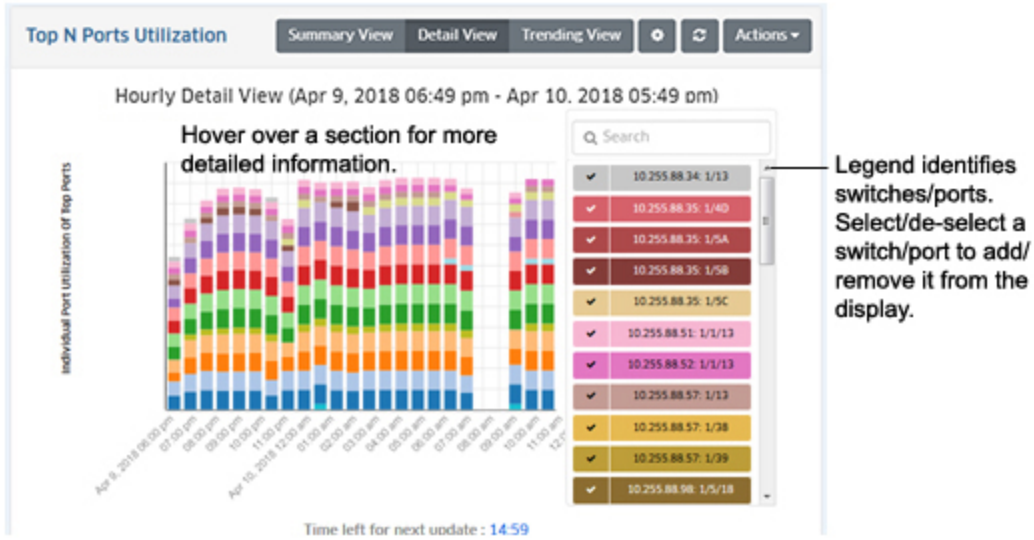 Top N Ports Utilization
Summary View
Detail View
Trending View
Actions
Hourly Detail View (Apr 9, 2018 06:49 pm - Apr 10, 2018 05:49 pm)
Hover over a section for more
detailed information.
Search
Individual Port Utilization Of Top Ports
10.255.88.34: 1/13
10.255.88.35: 1/4D
10.255.88.35: 1/5A
10.255.88.35: 1/5B
10.255.88.35: 1/5C
10.255.88.51: 1/1/13
10.255.88.52: 1/1/13
10.255.88.57: 1/13
10.255.88.57: 1/38
10.255.88.57: 1/39
10.255.88.98: 1/5/18
Legend identifies
switches/ports.
Select/de-select a
switch/port to add/
remove it from the
display.
Apr 9, 2018 06:00 pm
07:00 pm
08:00 pm
09:00 pm
10:00 pm
11:00 pm
Apr 10, 2018 12:00 am
01:00 am
02:00 am
03:00 am
04:00 am
05:00 am
06:00 am
07:00 am
08:00 am
09:00 am
10:00 am
11:00 am
12:
Time left for next update : 14:59